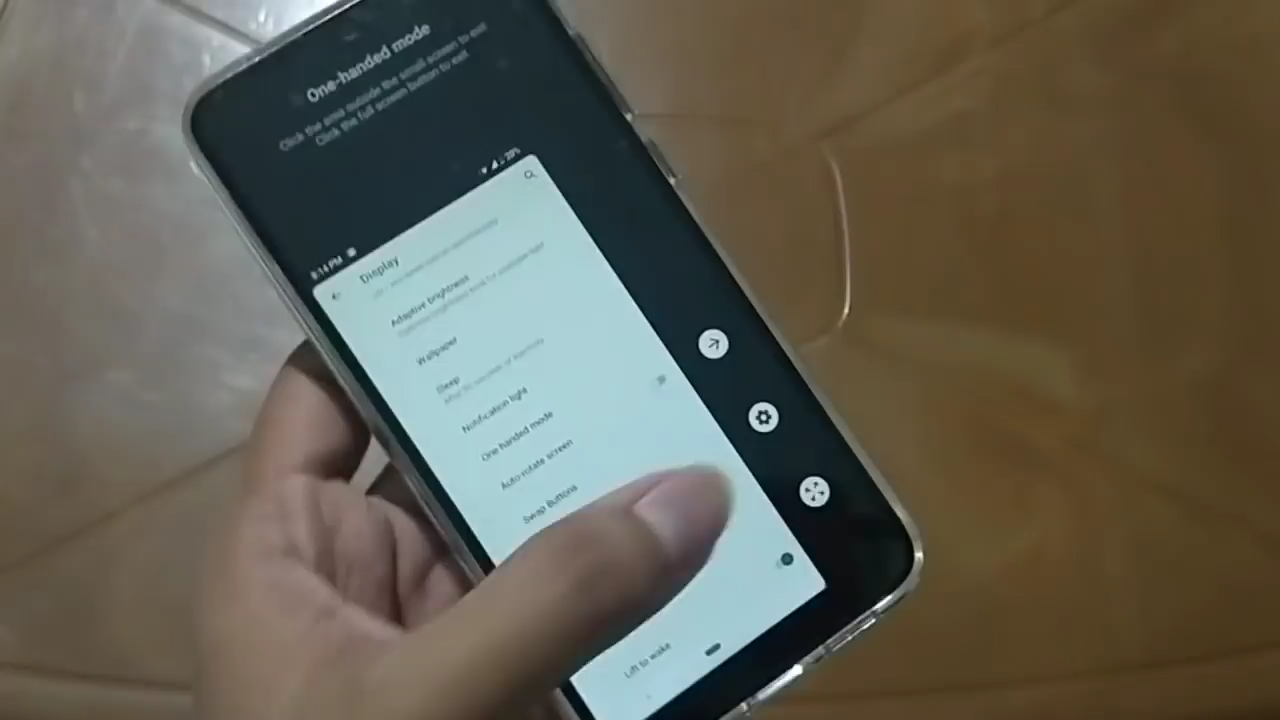 One-handed mode
Click the area outside the small screen to exit
Click the full screen button to exit
8:14 PM
20%
Display
Adaptive brightness
Wallpaper
Sleep
Notification light
One handed mode
Auto-rotate screen
Swap Buttons
Lift to wake